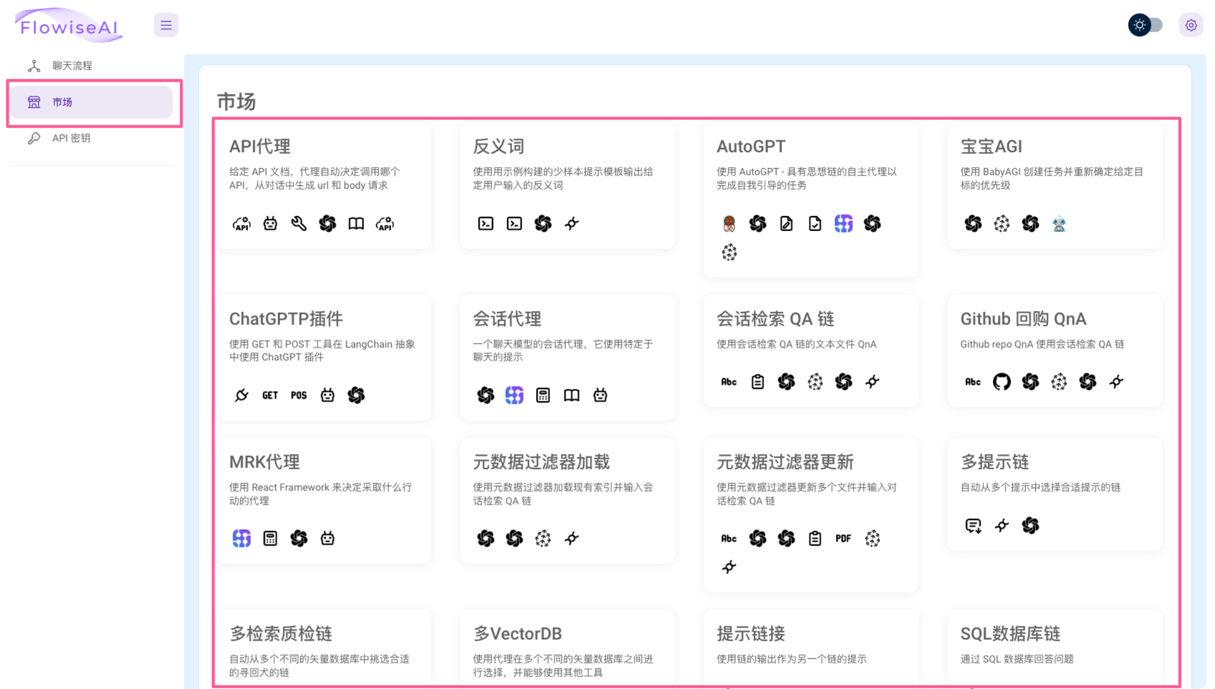 FlowiseAI
聊天流程
市场
API 密钥
市场
API代理
给定 API 文档，代理自动决定调用哪个
API，从对话中生成 url 和 body 请求
API
API
反义词
使用用示例构建的少样本提示模板输出给
定用户输入的反义词
AutoGPT
使用 AutoGPT - 具有思想链的自主代理以
完成自我引导的任务
宝宝AGI
使用 BabyAGI 创建任务并重新确定给定目
标的优先级
ChatGPTP插件
使用 GET 和 POST 工具在 LangChain 抽象
中使用 ChatGPT 插件
GET
POS
会话代理
一个聊天模型的会话代理，它使用特定于
聊天的提示
会话检索 QA 链
使用会话检索 QA 链的文本文件 QnA
Abc
Github 回购 QnA
Github repo QnA 使用会话检索 QA 链
Abc
MRK代理
使用 React Framework 来决定采取什么行
动的代理
元数据过滤器加载
使用元数据过滤器加载现有索引并输入会
话检索 QA 链
元数据过滤器更新
使用元数据过滤器更新多个文件并输入对
话检索 QA 链
Abc
PDF
多提示链
自动从多个提示中选择合适提示的链
多检索质检链
自动从多个不同的矢量数据库中挑选合适
的寻回犬的链
多VectorDB
使用代理在多个不同的矢量数据库之间进
行选择，并能够使用其他工具
提示链接
使用链的输出作为另一个链的提示
SQL数据库链
通过 SQL 数据库回答问题